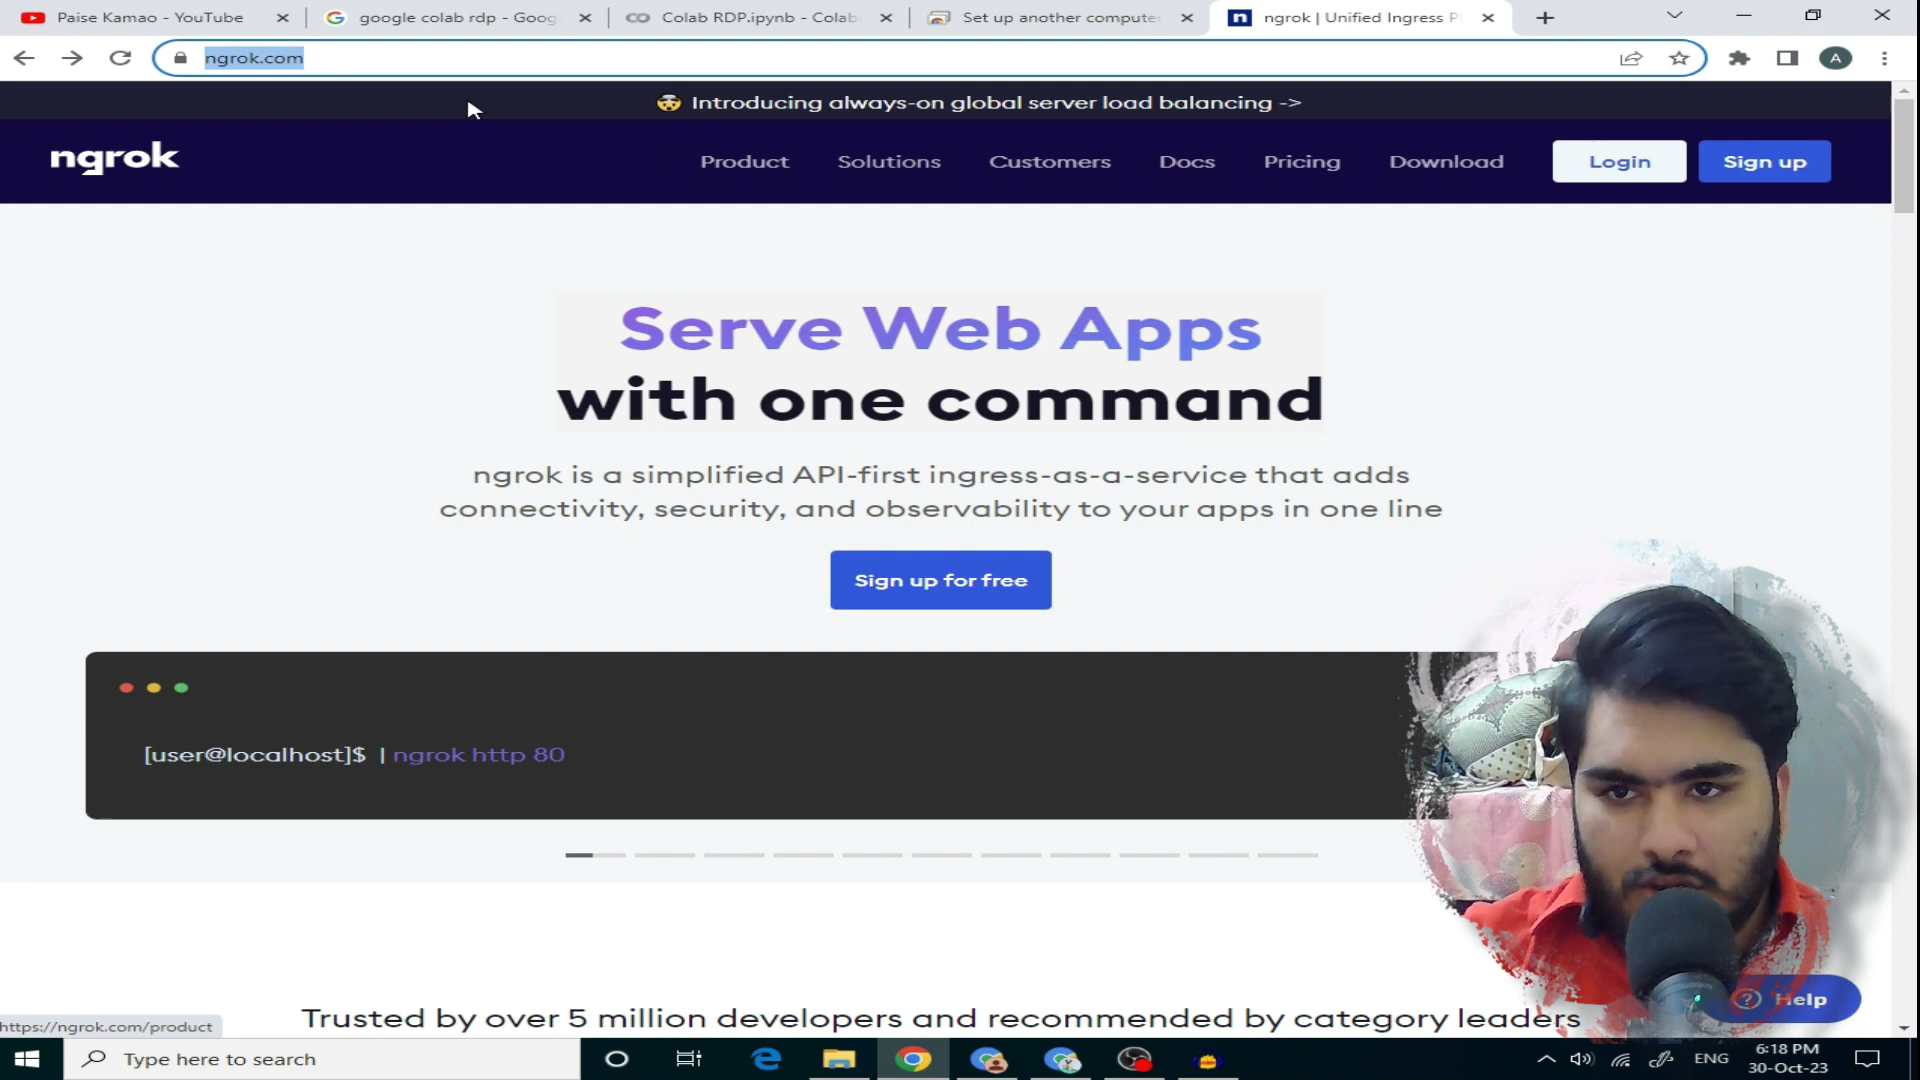 Paise Kamao - YouTube
google colab rdp - Goog
Colab RDP.ipynb - Colab
Set up another compute
ngrok | Unified Ingress P
ngrok.com
A
🤯 Introducing always-on global server load balancing ->
ngrok
Product
Solutions
Customers
Docs
Pricing
Download
Login
Sign up
Serve Web Apps
with one command
ngrok is a simplified API-first ingress-as-a-service that adds
connectivity, security, and observability to your apps in one line
Sign up for free
[user@localhost]$ | ngrok http 80
Help
Trusted by over 5 million developers and recommended by category leaders
https://ngrok.com/product
Type here to search
ENG
6:18 PM
30-Oct-23